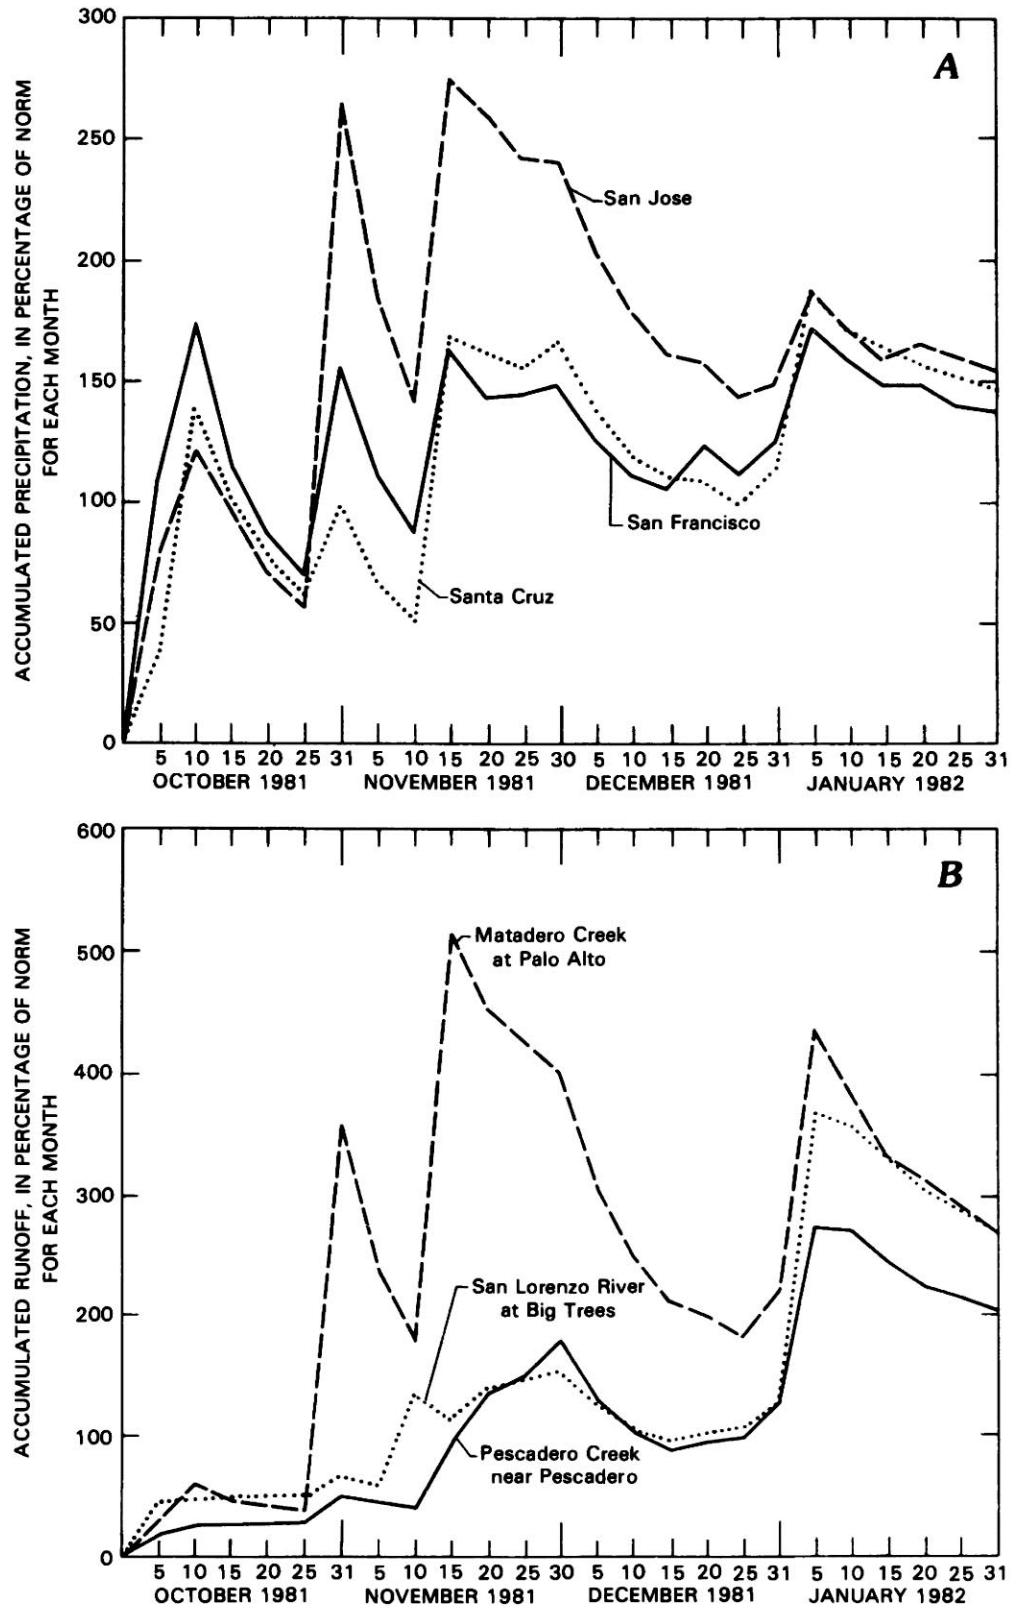 A
ACCUMULATED PRECIPITATION, IN PERCENTAGE OF NORM
FOR EACH MONTH
300
250
200
150
100
50
0
San Jose
San Francisco
Santa Cruz
5 10 15 20 25 31 5 10 15 20 25 30 5 10 15 20 25 31 5 10 15 20 25 31
OCTOBER 1981 NOVEMBER 1981 DECEMBER 1981 JANUARY 1982
B
ACCUMULATED RUNOFF, IN PERCENTAGE OF NORM
FOR EACH MONTH
600
500
400
300
200
100
0
Matadero Creek
at Palo Alto
San Lorenzo River
at Big Trees
Pescadero Creek
near Pescadero
5 10 15 20 25 31 5 10 15 20 25 30 5 10 15 20 25 31 5 10 15 20 25 31
OCTOBER 1981 NOVEMBER 1981 DECEMBER 1981 JANUARY 1982